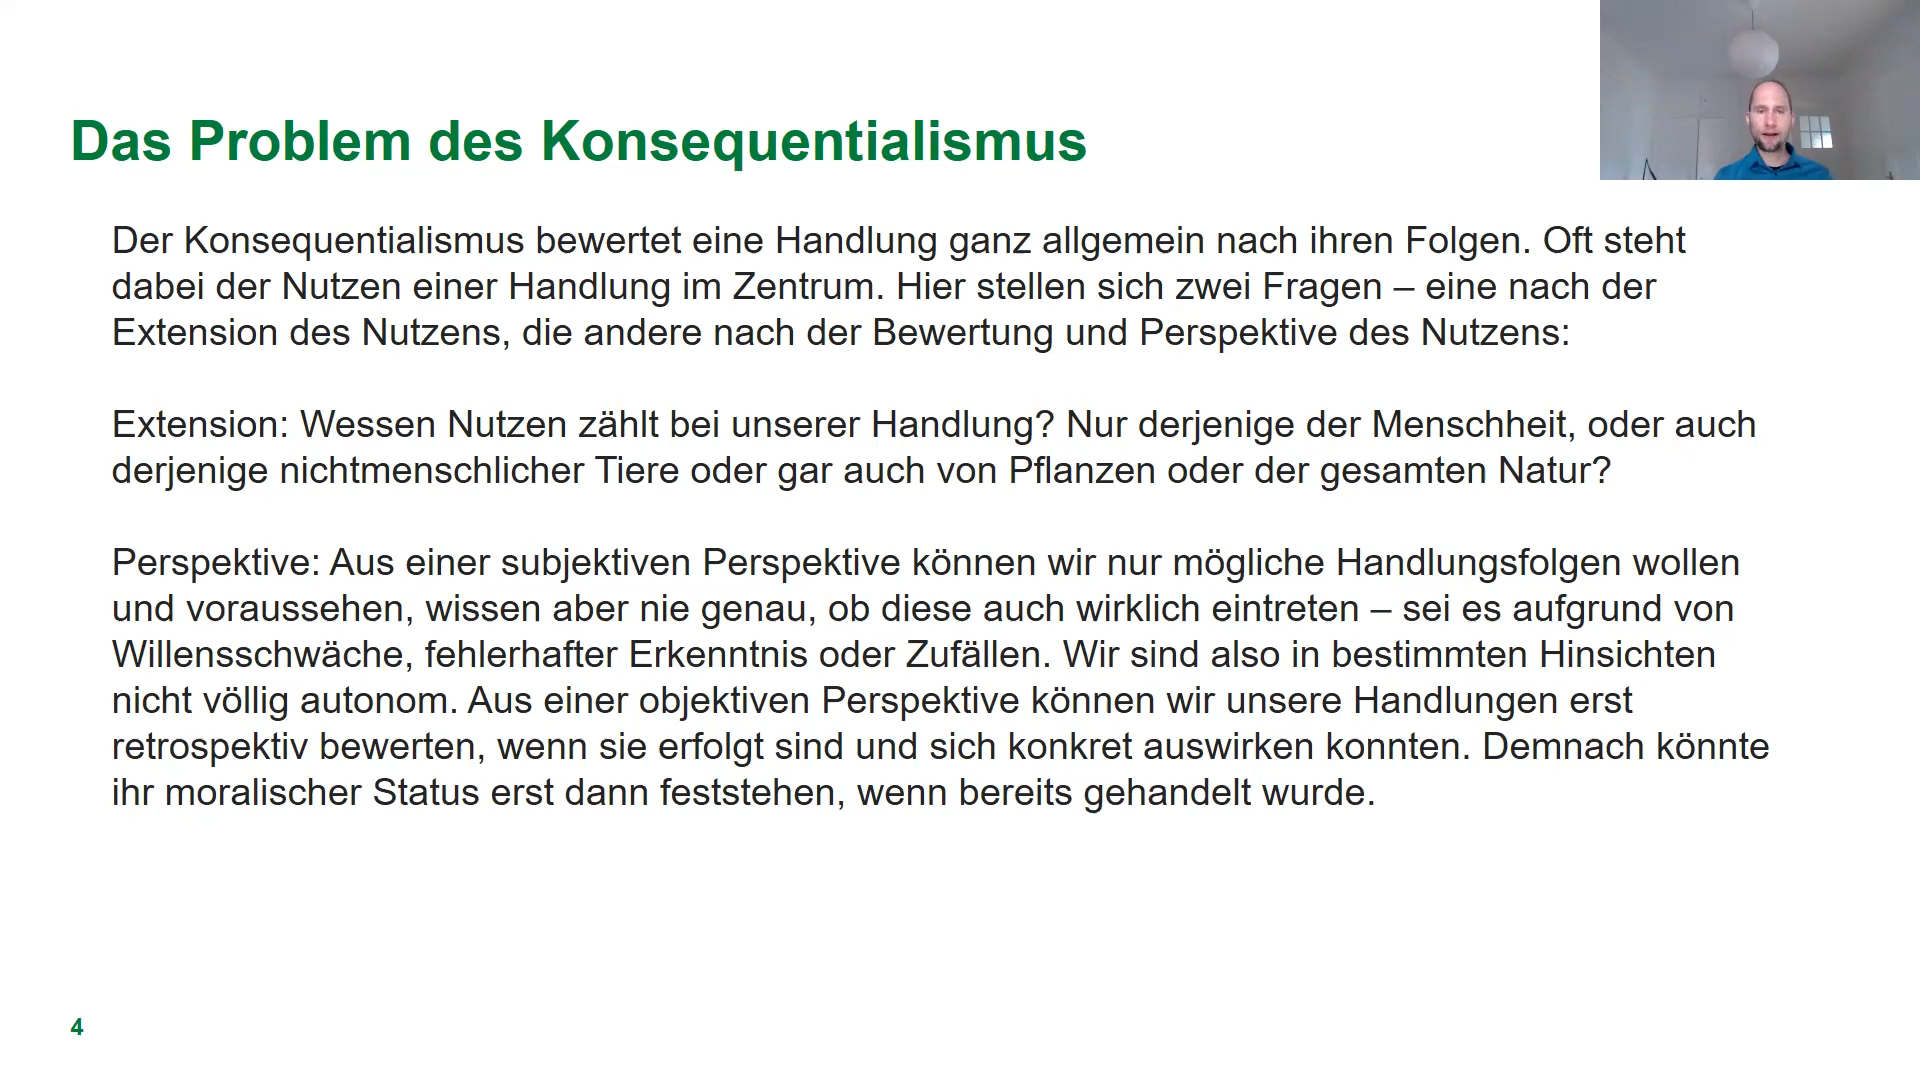 Das Problem des Konsequentialismus
Der Konsequentialismus bewertet eine Handlung ganz allgemein nach ihren Folgen. Oft steht
dabei der Nutzen einer Handlung im Zentrum. Hier stellen sich zwei Fragen – eine nach der
Extension des Nutzens, die andere nach der Bewertung und Perspektive des Nutzens:
Extension: Wessen Nutzen zählt bei unserer Handlung? Nur derjenige der Menschheit, oder auch
derjenige nichtmenschlicher Tiere oder gar auch von Pflanzen oder der gesamten Natur?
Perspektive: Aus einer subjektiven Perspektive können wir nur mögliche Handlungsfolgen wollen
und voraussehen, wissen aber nie genau, ob diese auch wirklich eintreten – sei es aufgrund von
Willensschwäche, fehlerhafter Erkenntnis oder Zufällen. Wir sind also in bestimmten Hinsichten
nicht völlig autonom. Aus einer objektiven Perspektive können wir unsere Handlungen erst
retrospektiv bewerten, wenn sie erfolgt sind und sich konkret auswirken konnten. Demnach könnte
ihr moralischer Status erst dann feststehen, wenn bereits gehandelt wurde.
4